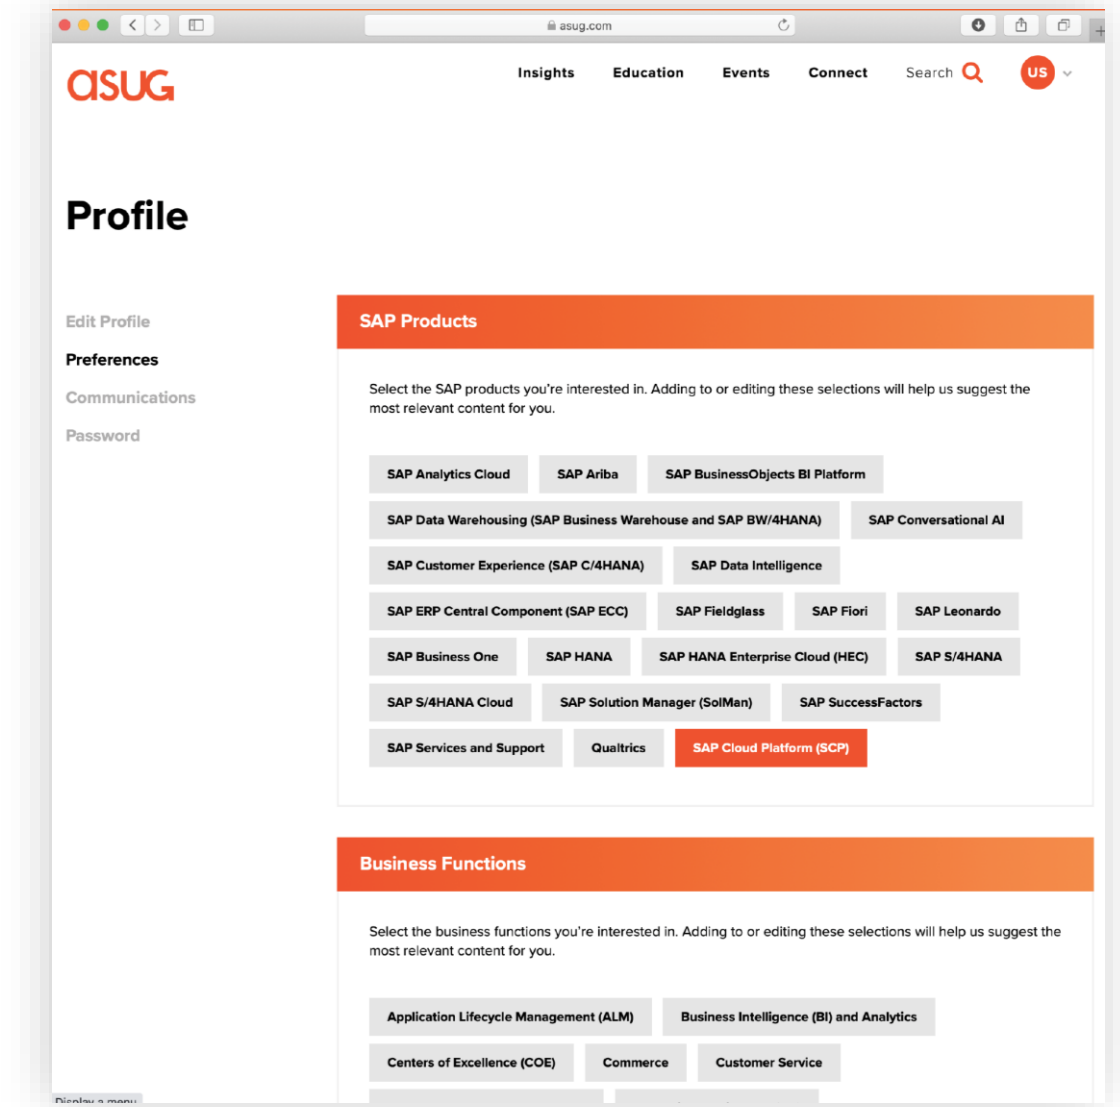 asug.com
asug
Insights Education Events Connect Search US
Profile
Edit Profile
Preferences
Communications
Password
SAP Products
Select the SAP products you're interested in. Adding to or editing these selections will help us suggest the
most relevant content for you.
SAP Analytics Cloud SAP Ariba SAP BusinessObjects BI Platform
SAP Data Warehousing (SAP Business Warehouse and SAP BW/4HANA) SAP Conversational AI
SAP Customer Experience (SAP C/4HANA) SAP Data Intelligence
SAP ERP Central Component (SAP ECC) SAP Fieldglass SAP Fiori SAP Leonardo
SAP Business One SAP HANA SAP HANA Enterprise Cloud (HEC) SAP S/4HANA
SAP S/4HANA Cloud SAP Solution Manager (SolMan) SAP SuccessFactors
SAP Services and Support Qualtrics SAP Cloud Platform (SCP)
Business Functions
Select the business functions you're interested in. Adding to or editing these selections will help us suggest the
most relevant content for you.
Application Lifecycle Management (ALM) Business Intelligence (BI) and Analytics
Centers of Excellence (COE) Commerce Customer Service
Display a menu